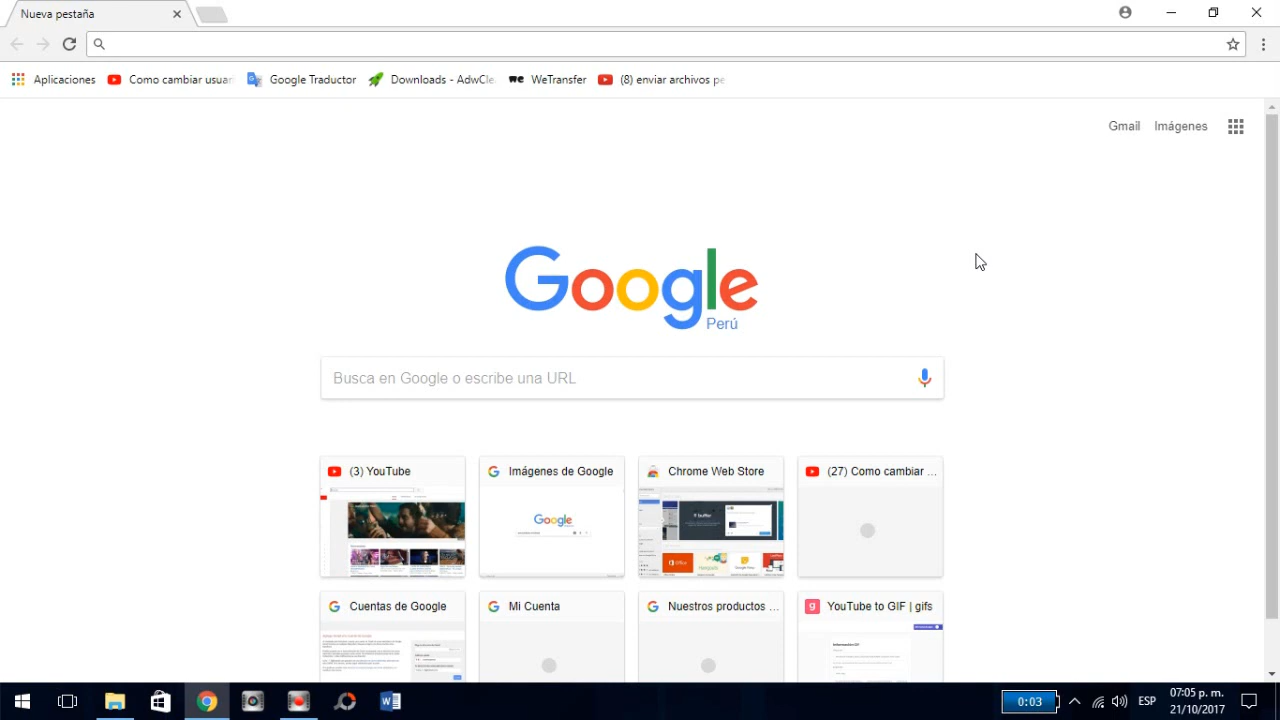 Nueva pestaña
Aplicaciones
Como cambiar usuari
Google Traductor
Downloads - AdwCle
WeTransfer
(8) enviar archivos pe
Gmail
Imágenes
Google
Perú
Busca en Google o escribe una URL
(3) YouTube
Imágenes de Google
Chrome Web Store
(27) Como cambiar ...
Cuentas de Google
Mi Cuenta
Nuestros productos ...
YouTube to GIF | gifs
0:03
ESP
07:05 p. m.
21/10/2017